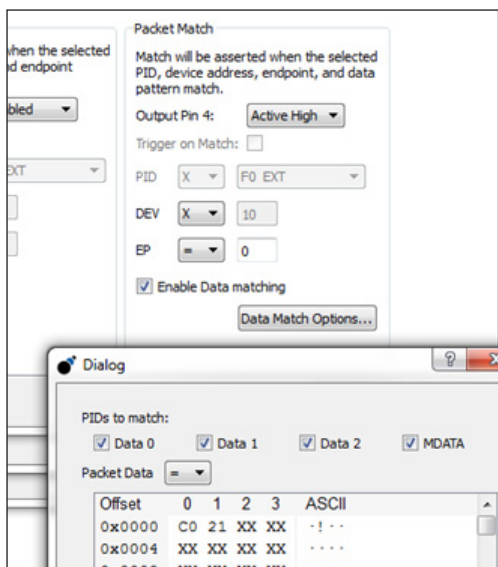 when the selected
nd endpoint
bled
EXT
Packet Match
Match will be asserted when the selected
PID, device address, endpoint, and data
pattern match.
Output Pin 4: Active High
Trigger on Match:
PID X F0 EXT
DEV X 10
EP = 0
Enable Data matching
Data Match Options...
Dialog
? X
PIDs to match:
Data 0 Data 1 Data 2 MDATA
Packet Data =
Offset 0 1 2 3 ASCII
0x0000 C0 21 XX XX ·!··
0x0004 XX XX XX XX ····